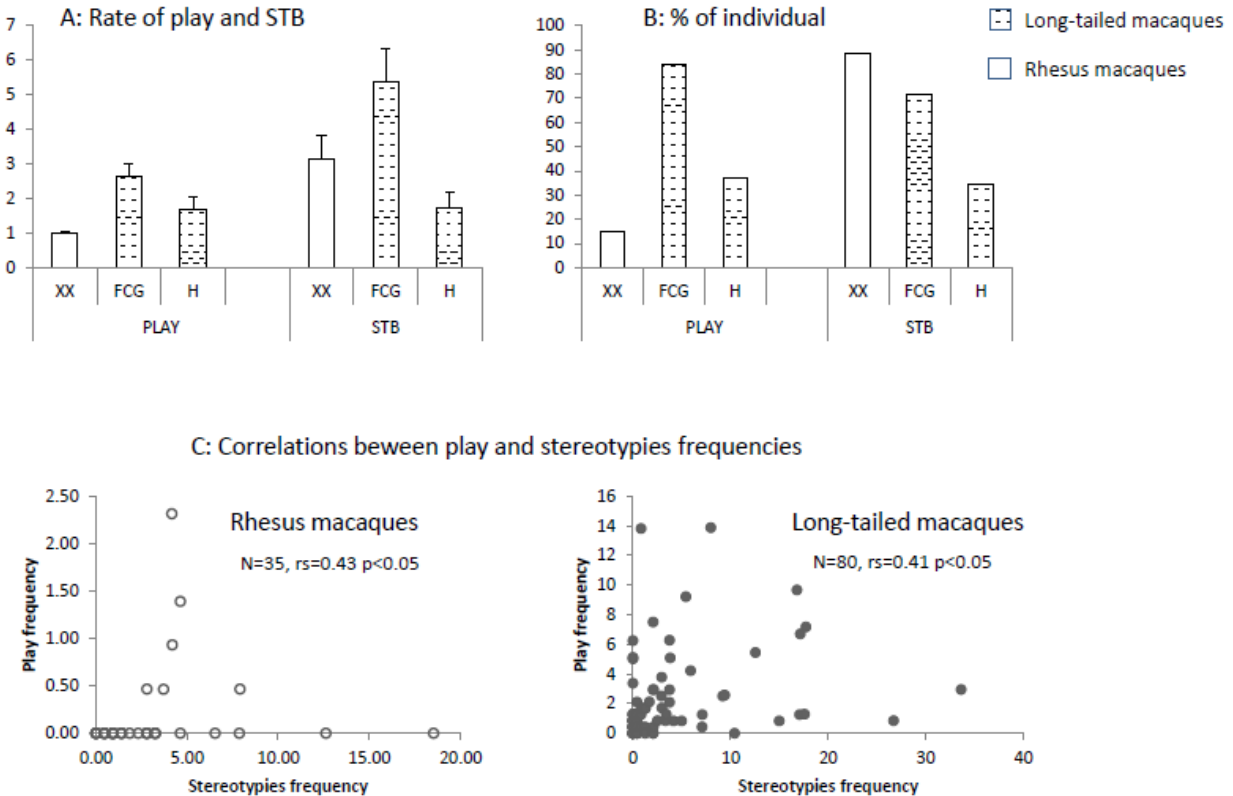 A: Rate of play and STB
7
6
5
4
3
2
1
0
XX FCG H XX FCG H
PLAY STB
B: % of individual
100
90
80
70
60
50
40
30
20
10
0
XX FCG H XX FCG H
PLAY STB
Long-tailed macaques
Rhesus macaques
C: Correlations beween play and stereotypies frequencies
Rhesus macaques
N=35, rs=0.43 p<0.05
Play frequency
2.50
2.00
1.50
1.00
0.50
0.00
0.00 5.00 10.00 15.00 20.00
Stereotypies frequency
Long-tailed macaques
N=80, rs=0.41 p<0.05
Play frequency
16
14
12
10
8
6
4
2
0
0 10 20 30 40
Stereotypies frequency